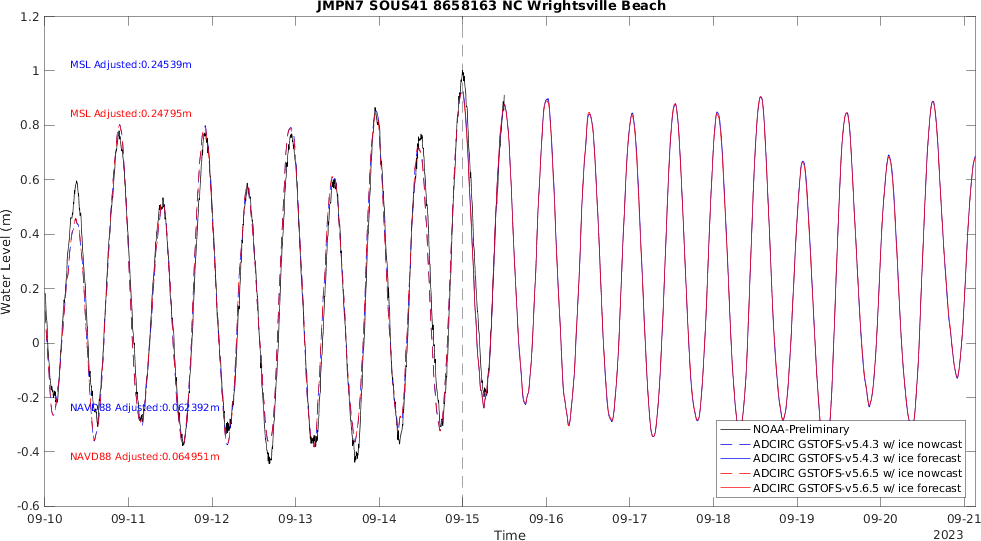 JMPN7 SOUS41 8658163 NC Wrightsville Beach
1.2
1
0.8
0.6
0.4
0.2
0
-0.2
-0.4
-0.6
Water Level (m)
MSL Adjusted:0.24539m
MSL Adjusted:0.24795m
NAVD88 Adjusted:0.062392m
NAVD88 Adjusted:0.064951m
NOAA-Preliminary
ADCIRC GSTOFS-v5.4.3 w/ ice nowcast
ADCIRC GSTOFS-v5.4.3 w/ ice forecast
ADCIRC GSTOFS-v5.6.5 w/ ice nowcast
ADCIRC GSTOFS-v5.6.5 w/ ice forecast
09-10 09-11 09-12 09-13 09-14 09-15 09-16 09-17 09-18 09-19 09-20 09-21
Time
2023